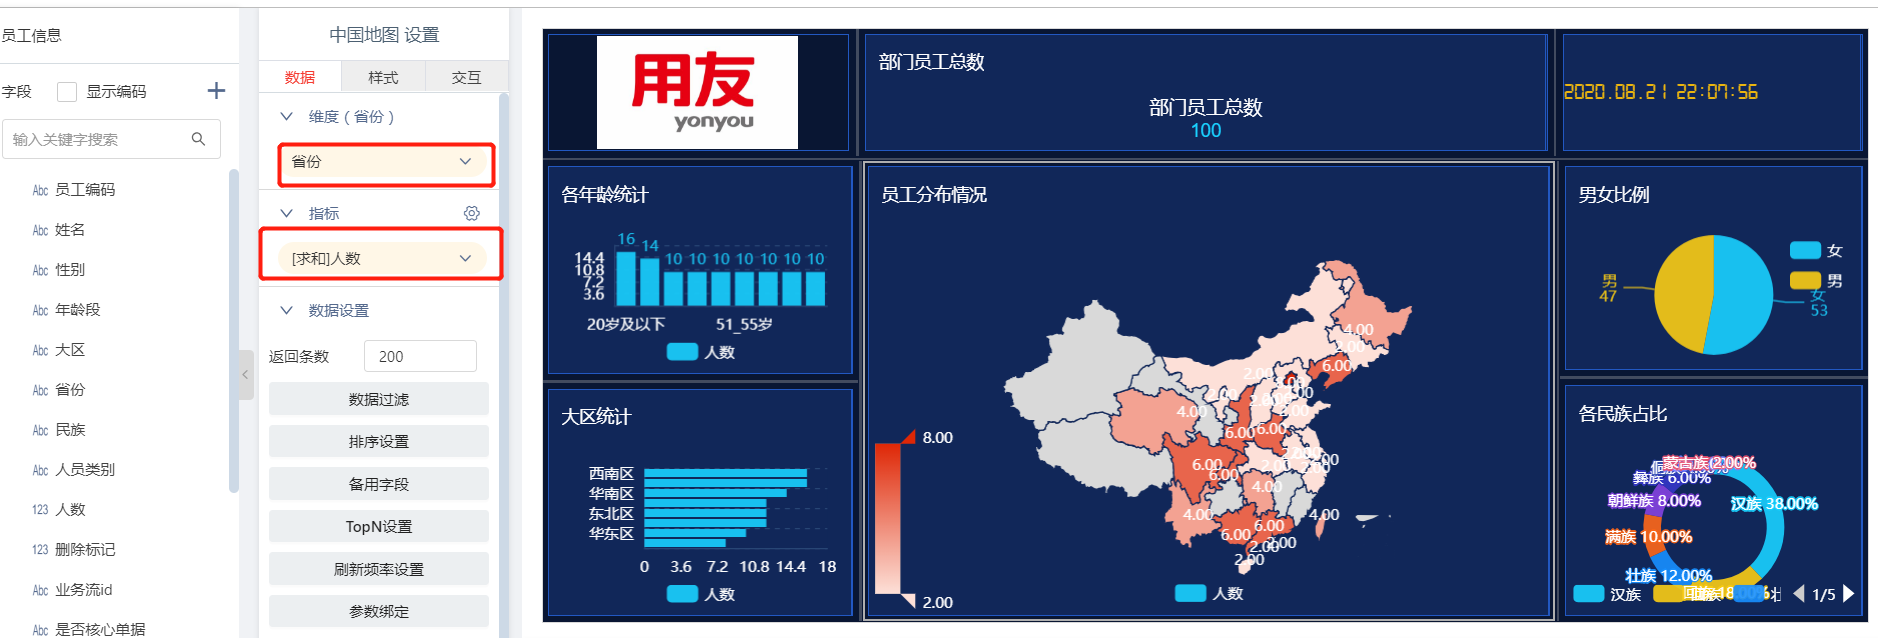 员工信息
字段
显示编码
输入关键字搜索
Abc 员工编码
Abc 姓名
Abc 性别
Abc 年龄段
Abc 大区
Abc 省份
Abc 民族
Abc 人员类别
123 人数
123 删除标记
Abc 业务流id
Abc 是否核心单据
中国地图 设置
数据
样式
交互
维度（省份）
省份
指标
[求和]人数
数据设置
返回条数
200
数据过滤
排序设置
备用字段
TopN设置
刷新频率设置
参数绑定
用友
yonyou
部门员工总数
部门员工总数
100
2020.08.21 22:07:56
各年龄统计
16
14
10 10 10 10 10 10 10
14.4
10.8
7.2
3.6
20岁及以下
51_55岁
人数
大区统计
西南区
华南区
东北区
华东区
0 3.6 7.2 10.8 14.4 18
人数
员工分布情况
4.00
2.00
6.00
2.00
2.00
4.00
6.00
6.00
6.00
6.00
2.00
4.00
4.00
4.00
6.00
6.00
2.00
2.00
8.00
2.00
人数
男女比例
女
男
男
47
女
53
各民族占比
蒙古族 2.00%
彝族 6.00%
朝鲜族 8.00%
满族 10.00%
壮族 12.00%
汉族 38.00%
汉族
壮
1/5